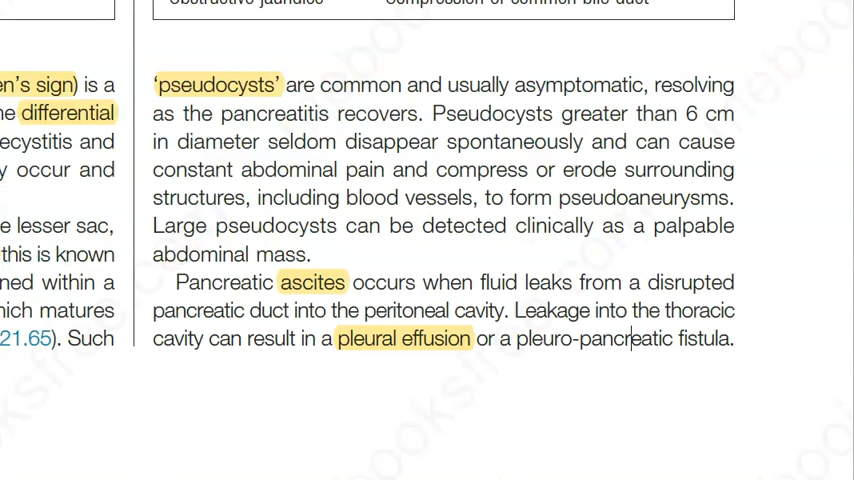 Obstructive jaundice Compression of common bile duct
en's sign) is a
ne differential
ecystitis and
y occur and
e lesser sac,
this is known
ned within a
hich matures
21.65). Such
'pseudocysts' are common and usually asymptomatic, resolving
as the pancreatitis recovers. Pseudocysts greater than 6 cm
in diameter seldom disappear spontaneously and can cause
constant abdominal pain and compress or erode surrounding
structures, including blood vessels, to form pseudoaneurysms.
Large pseudocysts can be detected clinically as a palpable
abdominal mass.
Pancreatic ascites occurs when fluid leaks from a disrupted
pancreatic duct into the peritoneal cavity. Leakage into the thoracic
cavity can result in a pleural effusion or a pleuro-pancreatic fistula.